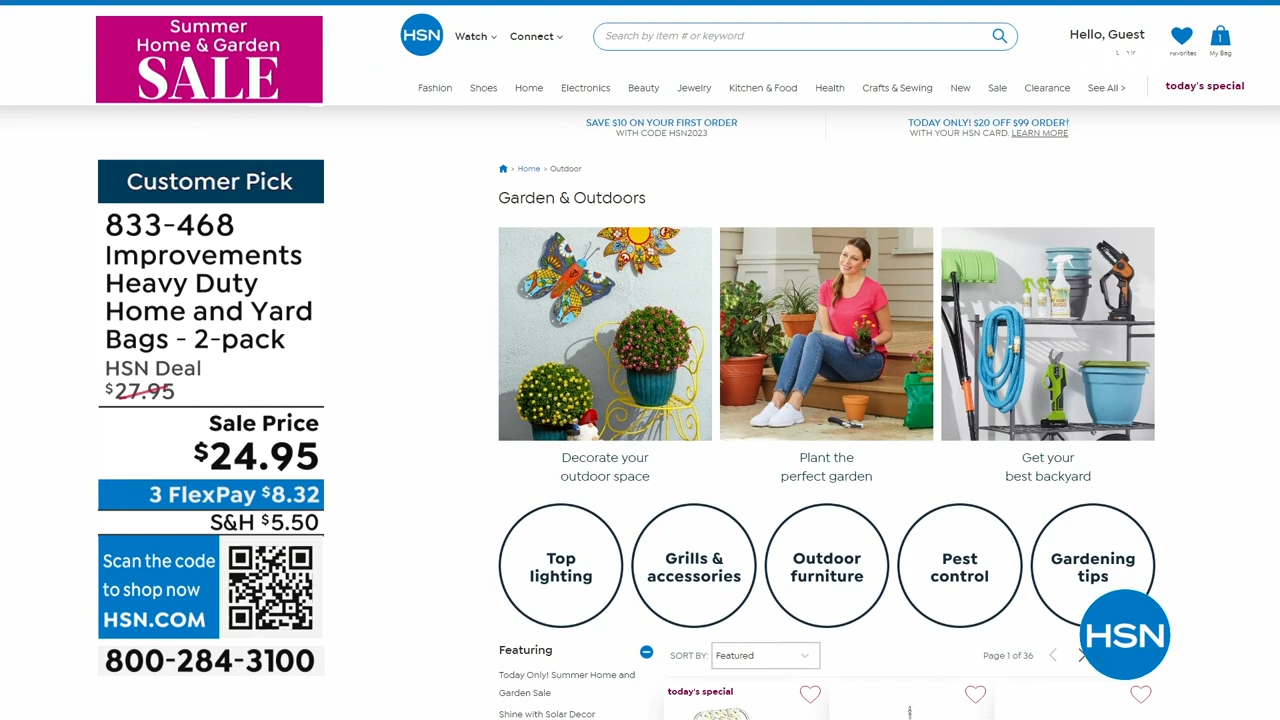 Summer
Home & Garden
SALE
HSN
Watch
Connect
Search by item # or keyword
Hello, Guest
Favorites
1
My Bag
Fashion
Shoes
Home
Electronics
Beauty
Jewelry
Kitchen & Food
Health
Crafts & Sewing
New
Sale
Clearance
See All >
today's special
SAVE $10 ON YOUR FIRST ORDER
WITH CODE HSN2023
TODAY ONLY! $20 OFF $99 ORDER†
WITH YOUR HSN CARD. LEARN MORE
Customer Pick
833-468
Improvements
Heavy Duty
Home and Yard
Bags - 2-pack
HSN Deal
$27.95
Sale Price
$24.95
3 FlexPay $8.32
S&H $5.50
Scan the code
to shop now
HSN.COM
800-284-3100
> Home > Outdoor
Garden & Outdoors
Decorate your
outdoor space
Plant the
perfect garden
Get your
best backyard
Top
lighting
Grills &
accessories
Outdoor
furniture
Pest
control
Gardening
tips
HSN
Featuring
Today Only! Summer Home and
Garden Sale
Shine with Solar Decor
SORT BY: Featured
Page 1 of 36
today's special